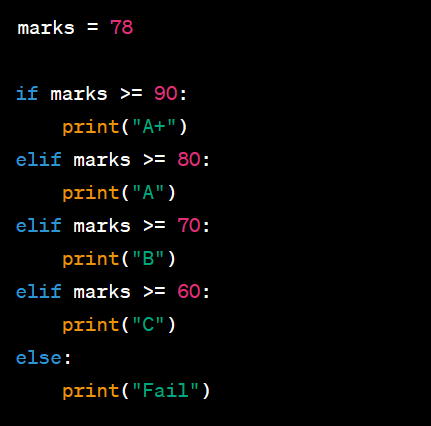 marks = 78

if marks >= 90:
    print("A+")
elif marks >= 80:
    print("A")
elif marks >= 70:
    print("B")
elif marks >= 60:
    print("C")
else:
    print("Fail")